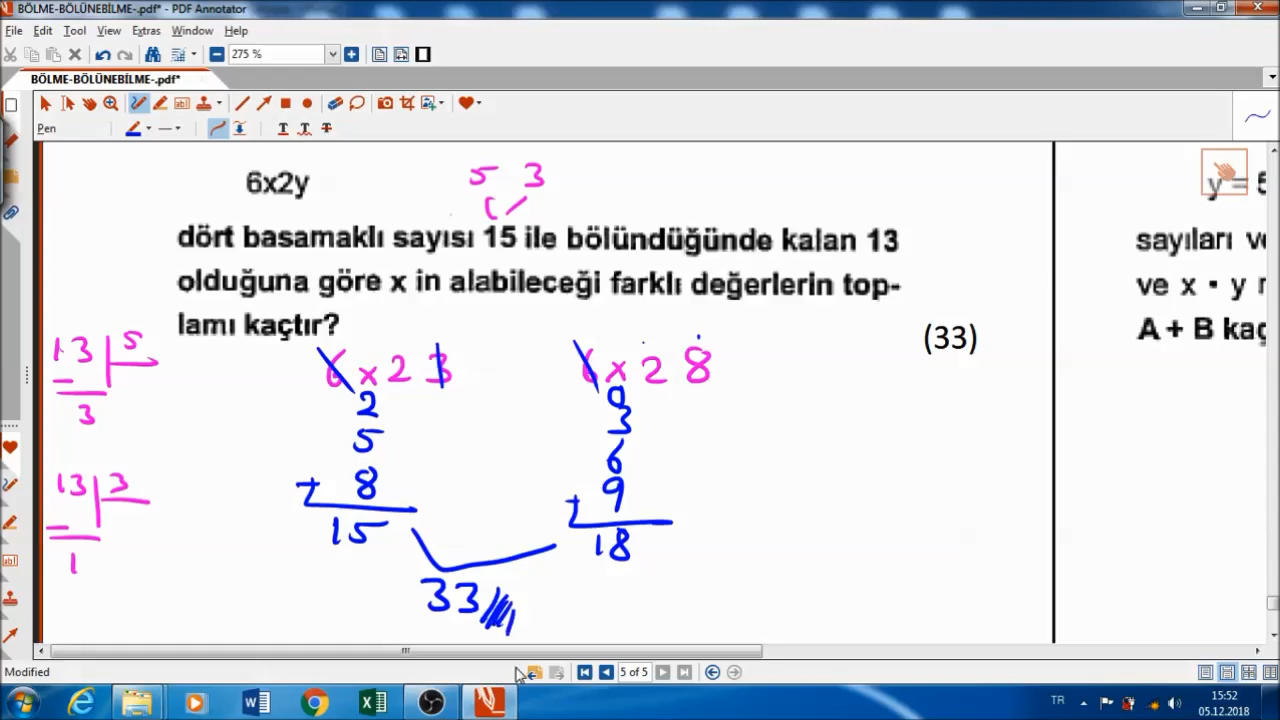 BÖLME-BÖLÜNEBİLME-.pdf* - PDF Annotator
File Edit Tool View Extras Window Help
275 %
BÖLME-BÖLÜNEBİLME-.pdf*
Pen
6x2y
5 3
dört basamaklı sayısı 15 ile bölündüğünde kalan 13
olduğuna göre x in alabileceği farklı değerlerin top-
lamı kaçtır?
(33)
13 5
3
13 3
1
6 x 2 3
2
5
8
+
15
6 x 2 8
0
3
6
9
+
18
33
y = 6
sayıları ve
ve x · y
A + B kaç
Modified
5 of 5
TR
15:52
05.12.2018